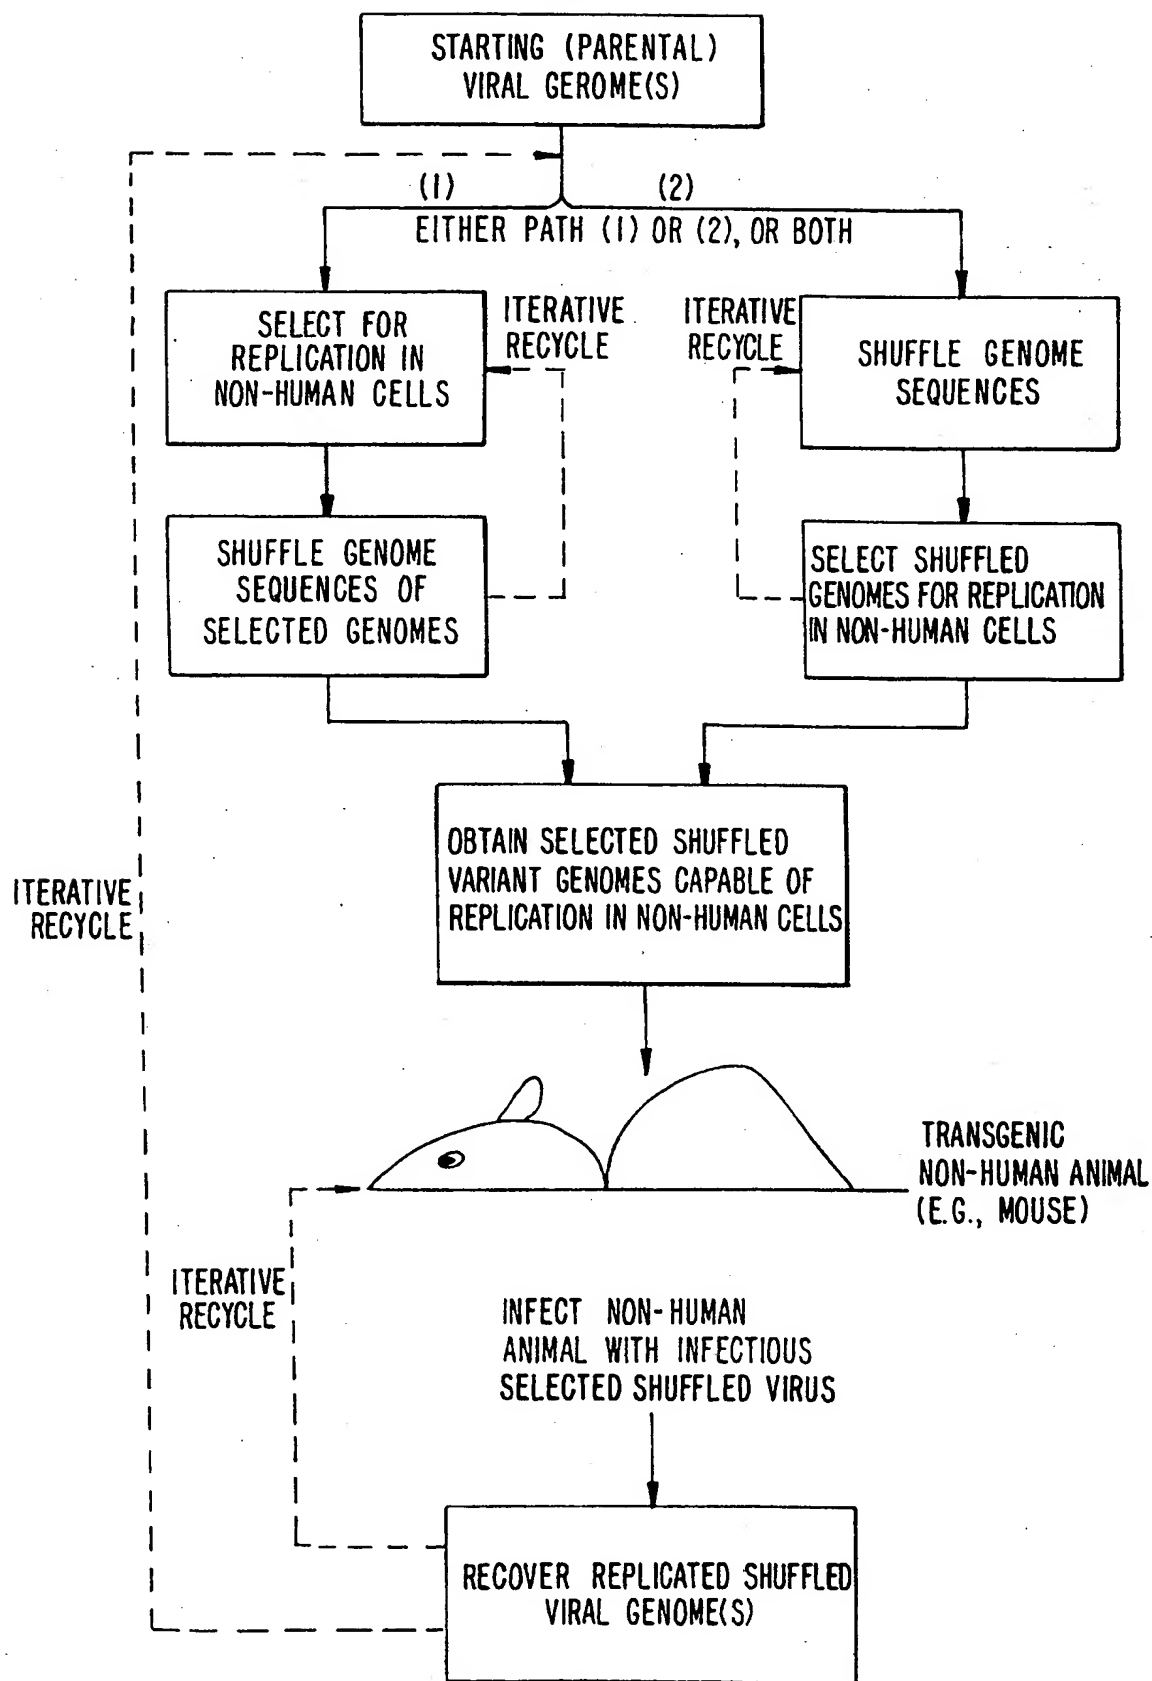 STARTING (PARENTAL)
VIRAL GEROME(S)
(1)
(2)
EITHER PATH (1) OR (2), OR BOTH
SELECT FOR
REPLICATION IN
NON-HUMAN CELLS
ITERATIVE
RECYCLE
ITERATIVE
RECYCLE
SHUFFLE GENOME
SEQUENCES
SHUFFLE GENOME
SEQUENCES OF
SELECTED GENOMES
SELECT SHUFFLED
GENOMES FOR REPLICATION
IN NON-HUMAN CELLS
OBTAIN SELECTED SHUFFLED
VARIANT GENOMES CAPABLE OF
REPLICATION IN NON-HUMAN CELLS
ITERATIVE
RECYCLE
TRANSGENIC
NON-HUMAN ANIMAL
(E.G., MOUSE)
ITERATIVE
RECYCLE
INFECT NON-HUMAN
ANIMAL WITH INFECTIOUS
SELECTED SHUFFLED VIRUS
RECOVER REPLICATED SHUFFLED
VIRAL GENOME(S)